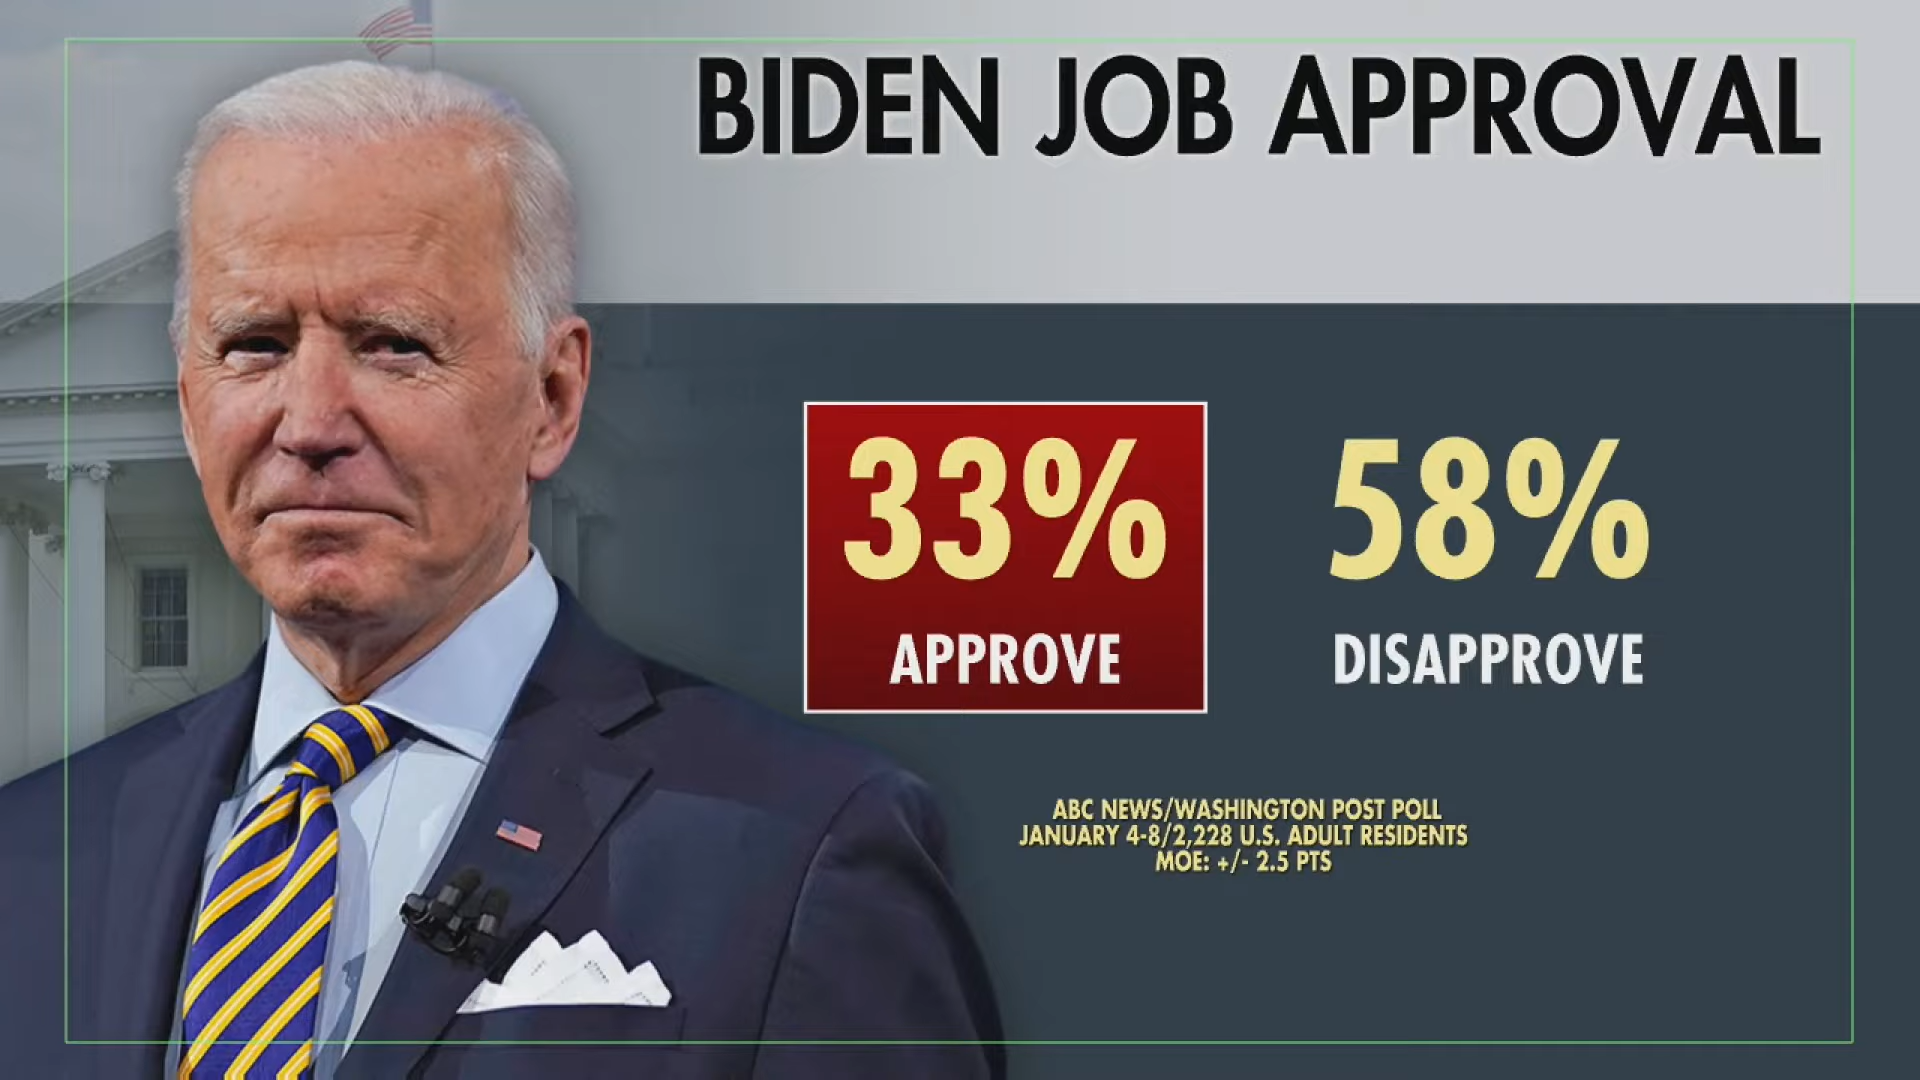 BIDEN JOB APPROVAL
33%
APPROVE
58%
DISAPPROVE
ABC NEWS/WASHINGTON POST POLL
JANUARY 4-8/2,228 U.S. ADULT RESIDENTS
MOE: +/- 2.5 PTS